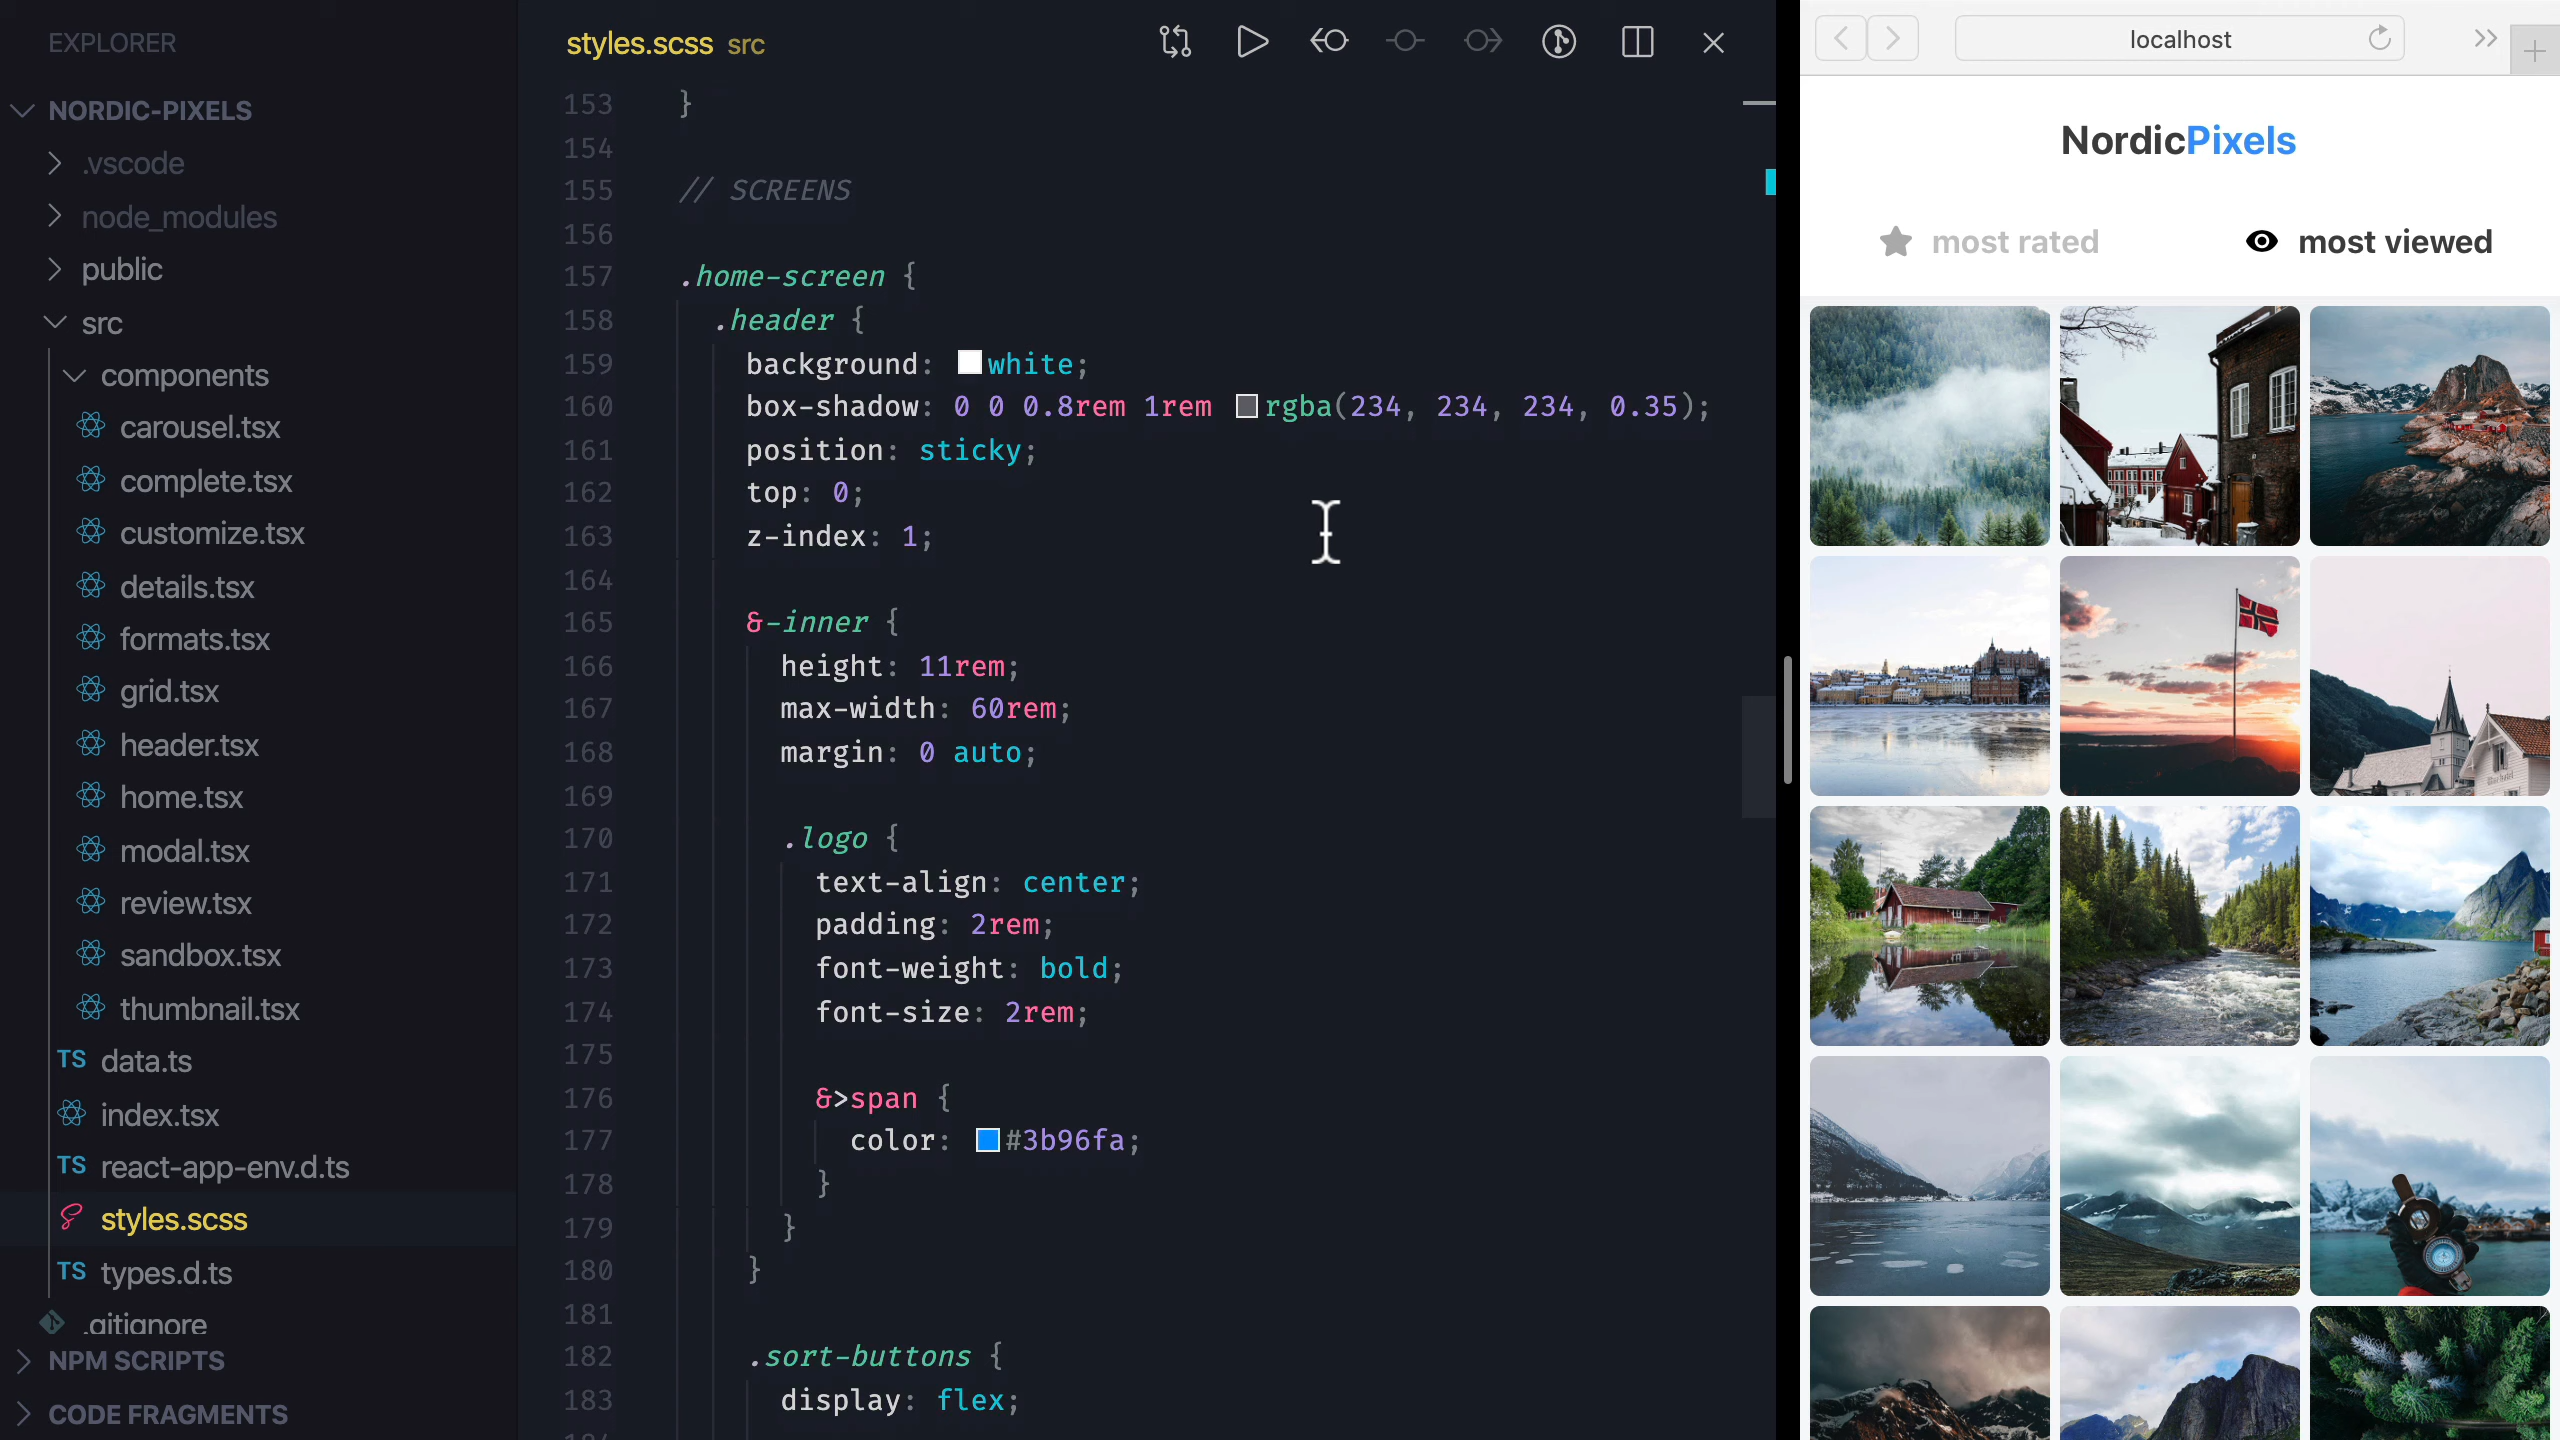 EXPLORER
NORDIC-PIXELS
.vscode
node_modules
public
src
components
carousel.tsx
complete.tsx
customize.tsx
details.tsx
formats.tsx
grid.tsx
header.tsx
home.tsx
modal.tsx
review.tsx
sandbox.tsx
thumbnail.tsx
TS data.ts
index.tsx
TS react-app-env.d.ts
styles.scss
TS types.d.ts
.gitignore
NPM SCRIPTS
CODE FRAGMENTS
styles.scss src
153 }
154
155 // SCREENS
156
157 .home-screen {
158 .header {
159 background: white;
160 box-shadow: 0 0 0.8rem 1rem rgba(234, 234, 234, 0.35);
161 position: sticky;
162 top: 0;
163 z-index: 1;
164
165 &-inner {
166 height: 11rem;
167 max-width: 60rem;
168 margin: 0 auto;
169
170 .logo {
171 text-align: center;
172 padding: 2rem;
173 font-weight: bold;
174 font-size: 2rem;
175
176 &>span {
177 color: #3b96fa;
178 }
179 }
180 }
181
182 .sort-buttons {
183 display: flex;
localhost
NordicPixels
most rated
most viewed